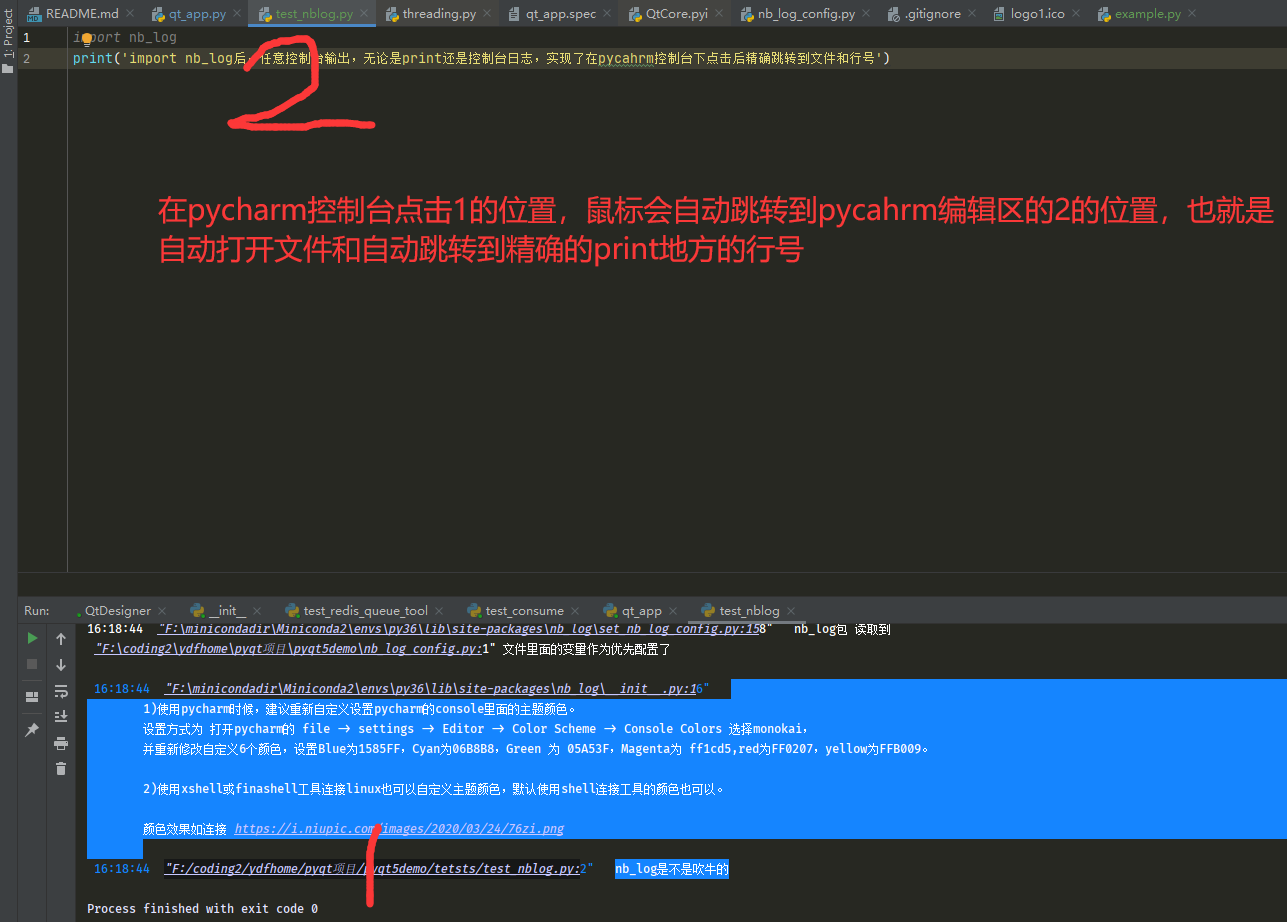 README.md qt_app.py test_nblog.py threading.py qt_app.spec QtCore.pyi nb_log_config.py .gitignore logo1.ico example.py
1: Project
1 import nb_log
2 print('import nb_log后，任意控制台输出，无论是print还是控制台日志，实现了在pycahrm控制台下点击后精确跳转到文件和行号')
2
在pycharm控制台点击1的位置，鼠标会自动跳转到pycahrm编辑区的2的位置，也就是
自动打开文件和自动跳转到精确的print地方的行号
Run: QtDesigner __init__ test_redis_queue_tool test_consume qt_app test_nblog
16:18:44 "F:\minicondadir\Miniconda2\envs\py36\lib\site-packages\nb_log\set_nb_log_config.py:158" nb_log包 读取到
"F:\coding2\ydfhome\pyqt项目\pyqt5demo\nb_log_config.py:1" 文件里面的变量作为优先配置了
16:18:44 "F:\minicondadir\Miniconda2\envs\py36\lib\site-packages\nb_log\__init__.py:16"
1)使用pycharm时候，建议重新自定义设置pycharm的console里面的主题颜色。
设置方式为 打开pycharm的 file -> settings -> Editor -> Color Scheme -> Console Colors 选择monokai，
并重新修改自定义6个颜色，设置Blue为1585FF，Cyan为06B8B8，Green 为 05A53F，Magenta为 ff1cd5,red为FF0207，yellow为FFB009。
2)使用xshell或finashell工具连接linux也可以自定义主题颜色，默认使用shell连接工具的颜色也可以。
颜色效果如连接 https://i.niupic.com/images/2020/03/24/76zi.png
16:18:44 "F:/coding2/ydfhome/pyqt项目/pyqt5demo/tetsts/test_nblog.py:2" nb_log是不是吹牛的
1
Process finished with exit code 0